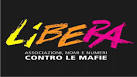 LIBERA
ASSOCIAZIONI, NOMI E NUMERI
CONTRO LE MAFIE